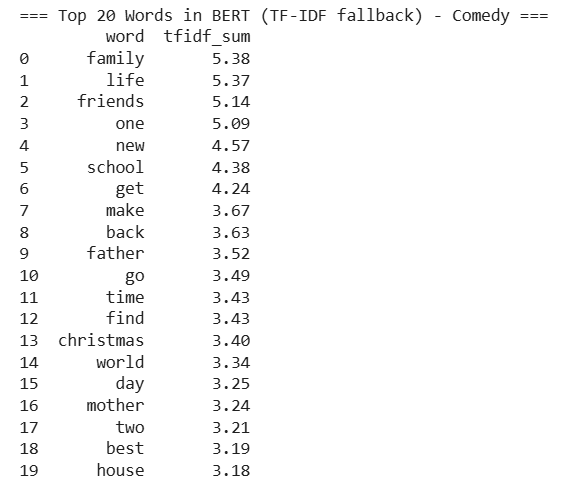 === Top 20 Words in BERT (TF-IDF fallback) - Comedy ===
word tfidf_sum
0 family 5.38
1 life 5.37
2 friends 5.14
3 one 5.09
4 new 4.57
5 school 4.38
6 get 4.24
7 make 3.67
8 back 3.63
9 father 3.52
10 go 3.49
11 time 3.43
12 find 3.43
13 christmas 3.40
14 world 3.34
15 day 3.25
16 mother 3.24
17 two 3.21
18 best 3.19
19 house 3.18